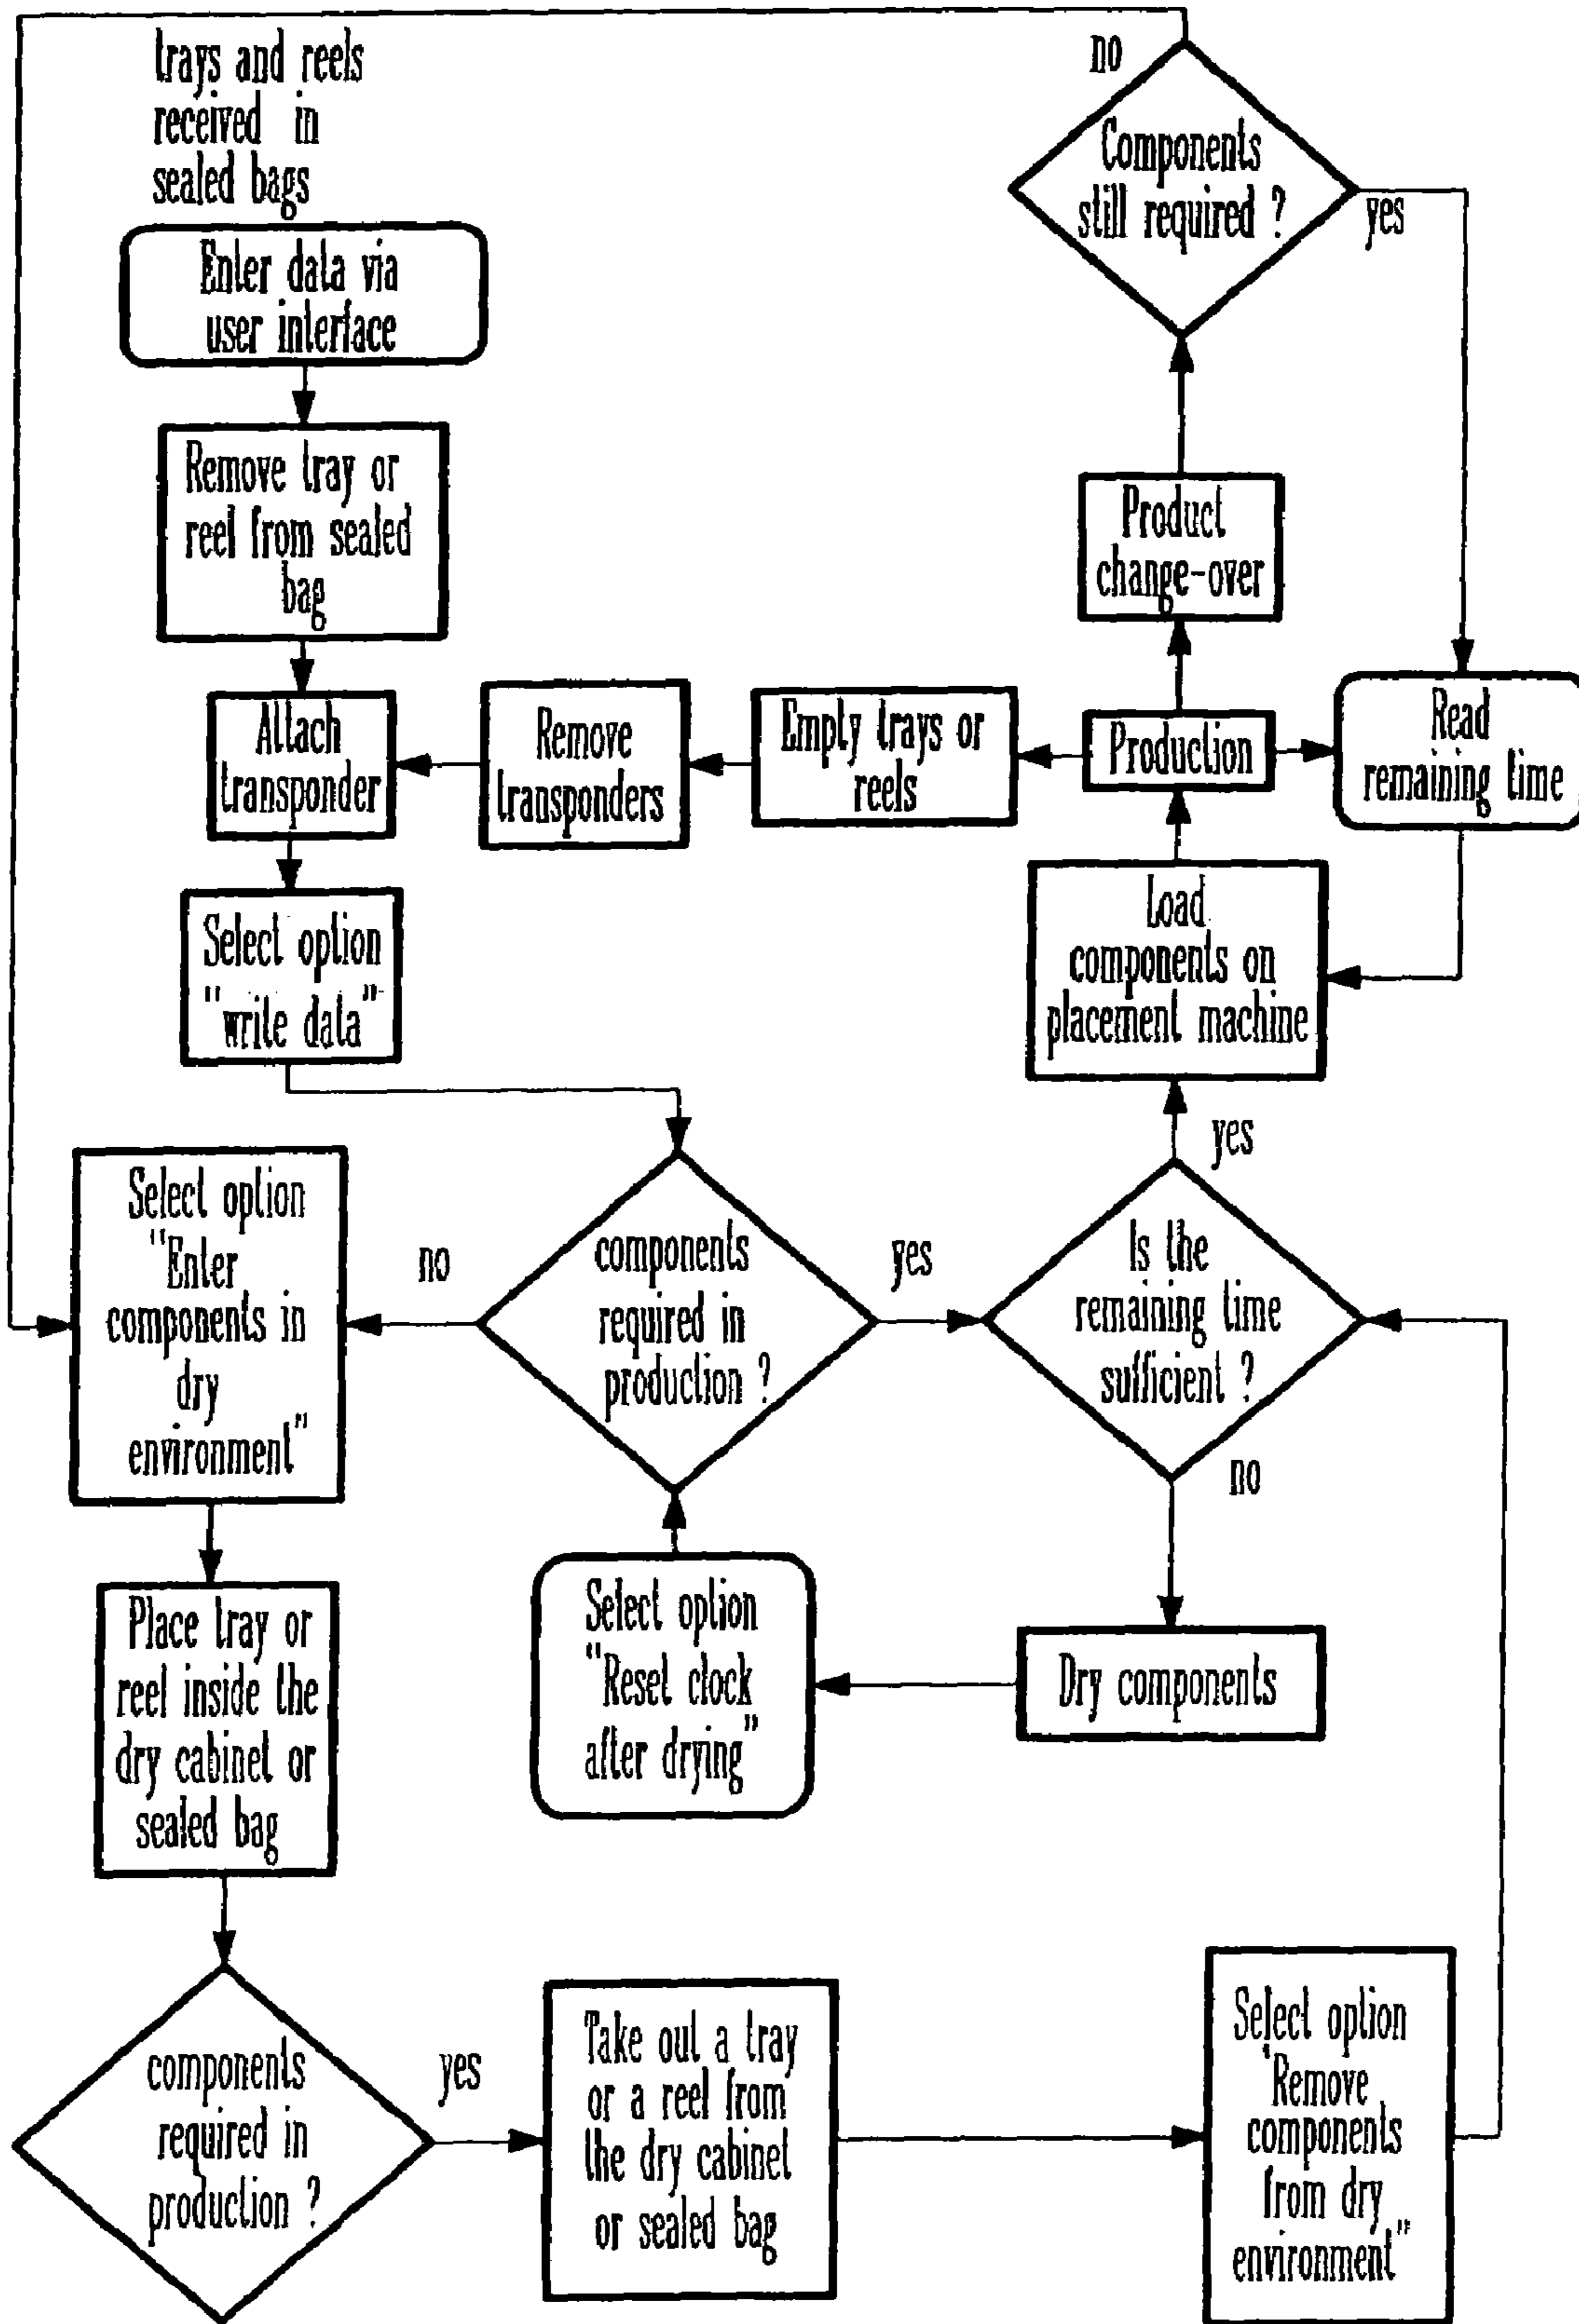 trays and reels
received in
sealed bags
Enter data via
user interface
Remove tray or
reel from sealed
bag
Attach
transponder
Remove
transponders
Empty trays or
reels
Production
Product
change-over
no
Components
still required ?
yes
Read
remaining time
Load
components on
placement machine
Select option
"write data"
yes
Select option
"Enter
components in
dry
environment"
no
components
required in
production ?
yes
Is the
remaining time
sufficient ?
no
Place tray or
reel inside the
dry cabinet or
sealed bag
Select option
"Reset clock
after drying"
Dry components
components
required in
production ?
yes
Take out a tray
or a reel from
the dry cabinet
or sealed bag
Select option
"Remove
components
from dry
environment"